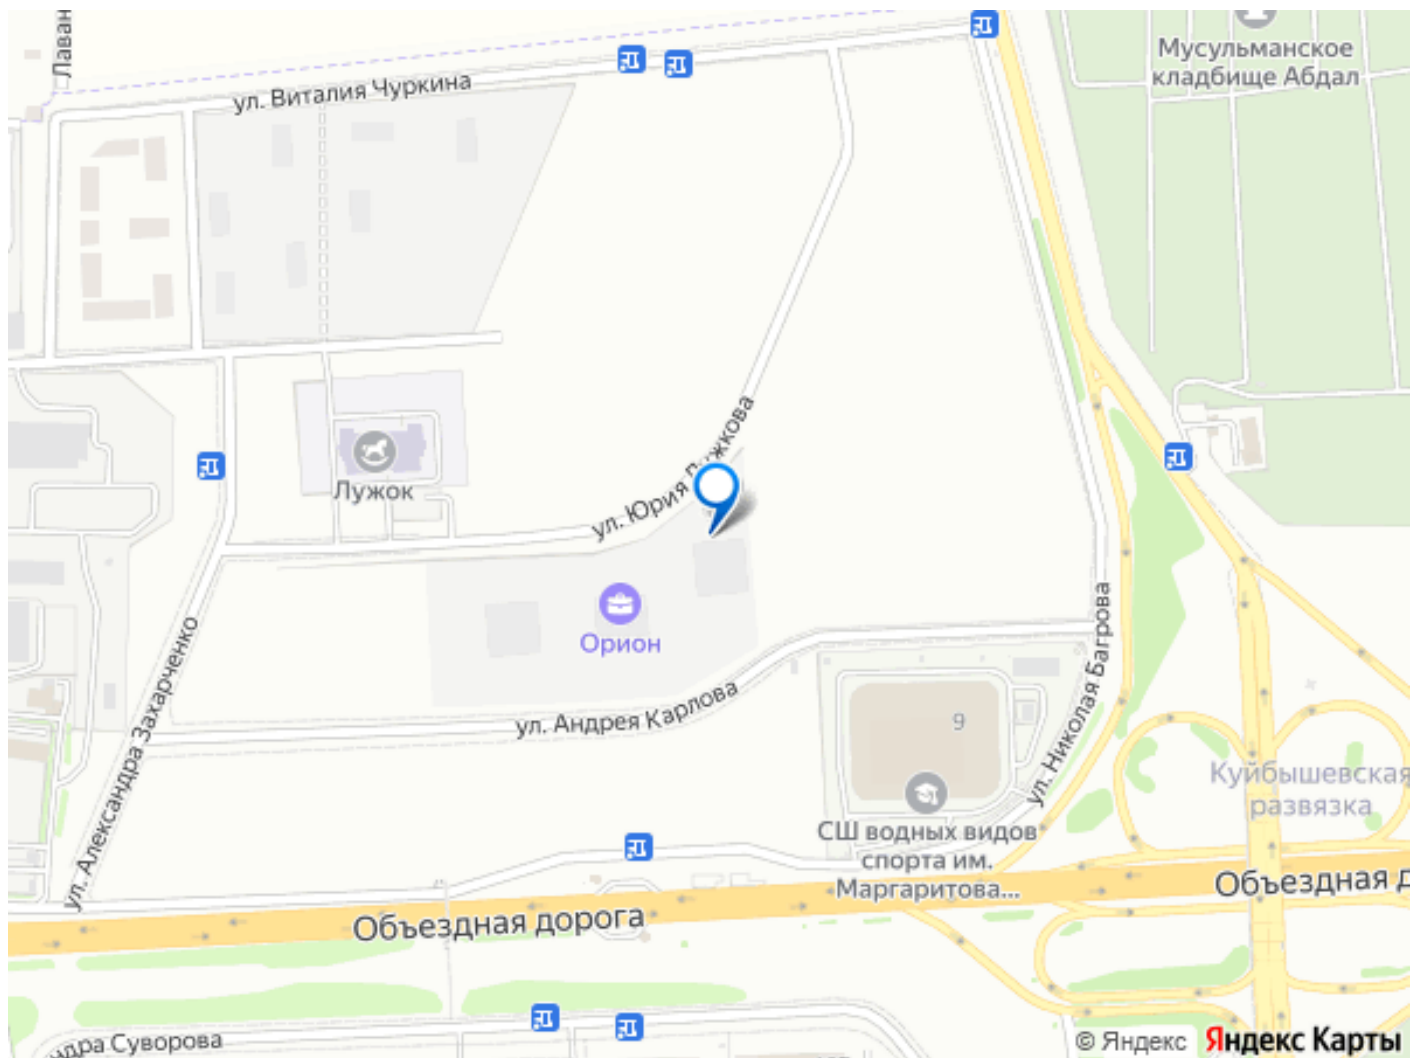 Лаван
ул. Виталия Чуркина
Мусульманское
кладбище Абдал
Лужок
ул. Юрия
жкова
Орион
ул. Александра Захарченко
ул. Андрея Карлова
ул. Николая Багрова
9
СШ водных видов
спорта им.
Маргаритова...
Куйбышевская
развязка
Объездная дорога
Объездная д
ндра Суворова
© Яндекс
Яндекс Карты